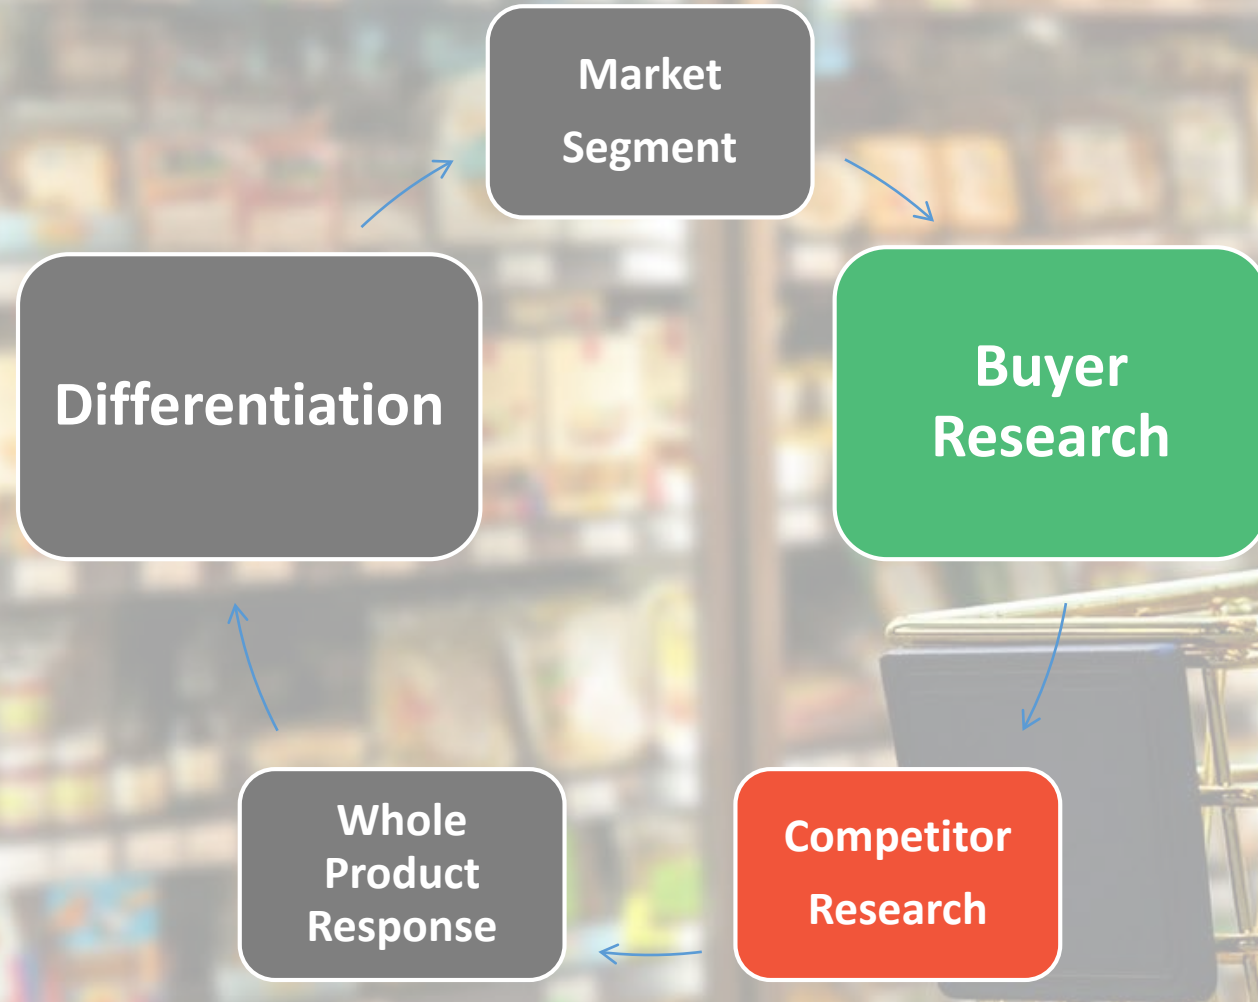 Market
Segment
Differentiation
Buyer
Research
Whole
Product
Response
Competitor
Research